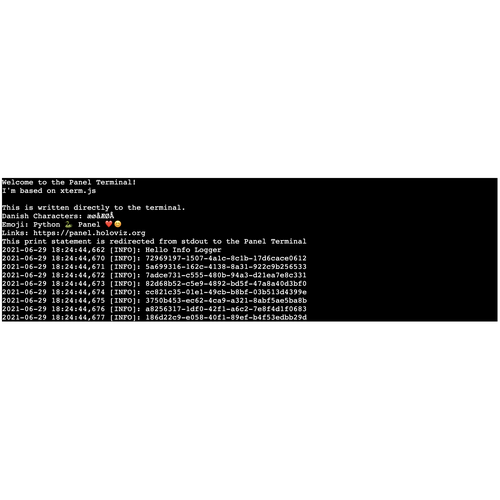 Welcome to the Panel Terminal!
I'm based on xterm.js

This is written directly to the terminal.
Danish Characters: æøåÆØÅ
Emoji: Python 🐍 Panel ❤️😊
Links: https://panel.holoviz.org
This print statement is redirected from stdout to the Panel Terminal
2021-06-29 18:24:44,662 [INFO]: Hello Info Logger
2021-06-29 18:24:44,670 [INFO]: 72969197-1507-4a1c-8c1b-17d6cace0612
2021-06-29 18:24:44,671 [INFO]: 5a699316-162c-4138-8a31-922c9b256533
2021-06-29 18:24:44,672 [INFO]: 7adce731-c555-480b-94a3-d21ea7e8c331
2021-06-29 18:24:44,673 [INFO]: 82d68b52-c5e9-4892-bd5f-47a8a40d3bf0
2021-06-29 18:24:44,674 [INFO]: cc821c35-01e1-49cb-b8bf-03b513d4399e
2021-06-29 18:24:44,675 [INFO]: 3750b453-ec62-4ca9-a321-8abf5ae5ba8b
2021-06-29 18:24:44,676 [INFO]: a8256317-1df0-42f1-a6c2-7e8f4d1f0683
2021-06-29 18:24:44,677 [INFO]: 186d22c9-e058-40f1-89ef-b4f53edbb29d